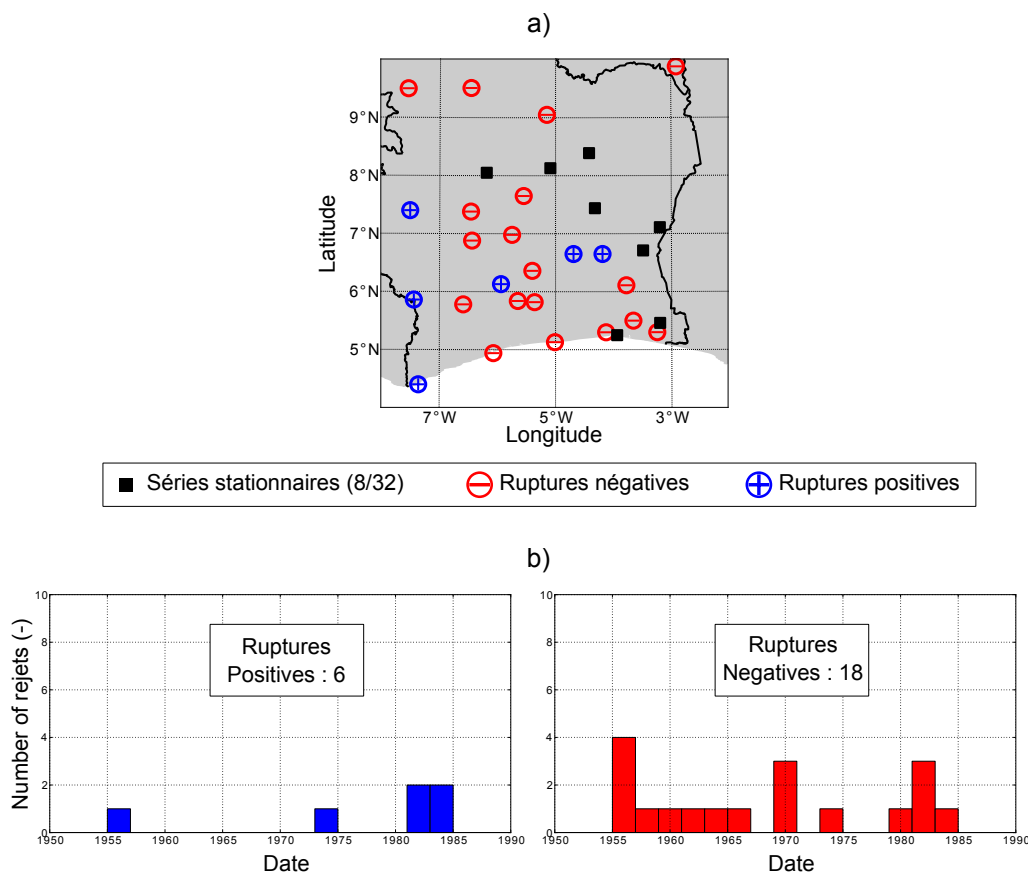 a)
9°N
8°N
7°N
6°N
5°N
Latitude
7°W 5°W 3°W
Longitude
Séries stationnaires (8/32) Ruptures négatives Ruptures positives
b)
10
8
6
4
2
0
Number of rejets (-)
Ruptures
Positives : 6
1950 1955 1960 1965 1970 1975 1980 1985 1990
Date
10
8
6
4
2
0
Ruptures
Negatives : 18
1950 1955 1960 1965 1970 1975 1980 1985 1990
Date